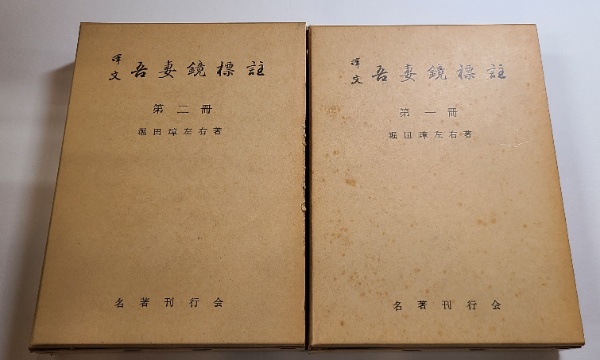 译文 吾妻鏡標註
第二冊
堀田璋左右著
名著刊行会
译文 吾妻鏡標註
第一冊
堀田璋左右著
名著刊行会